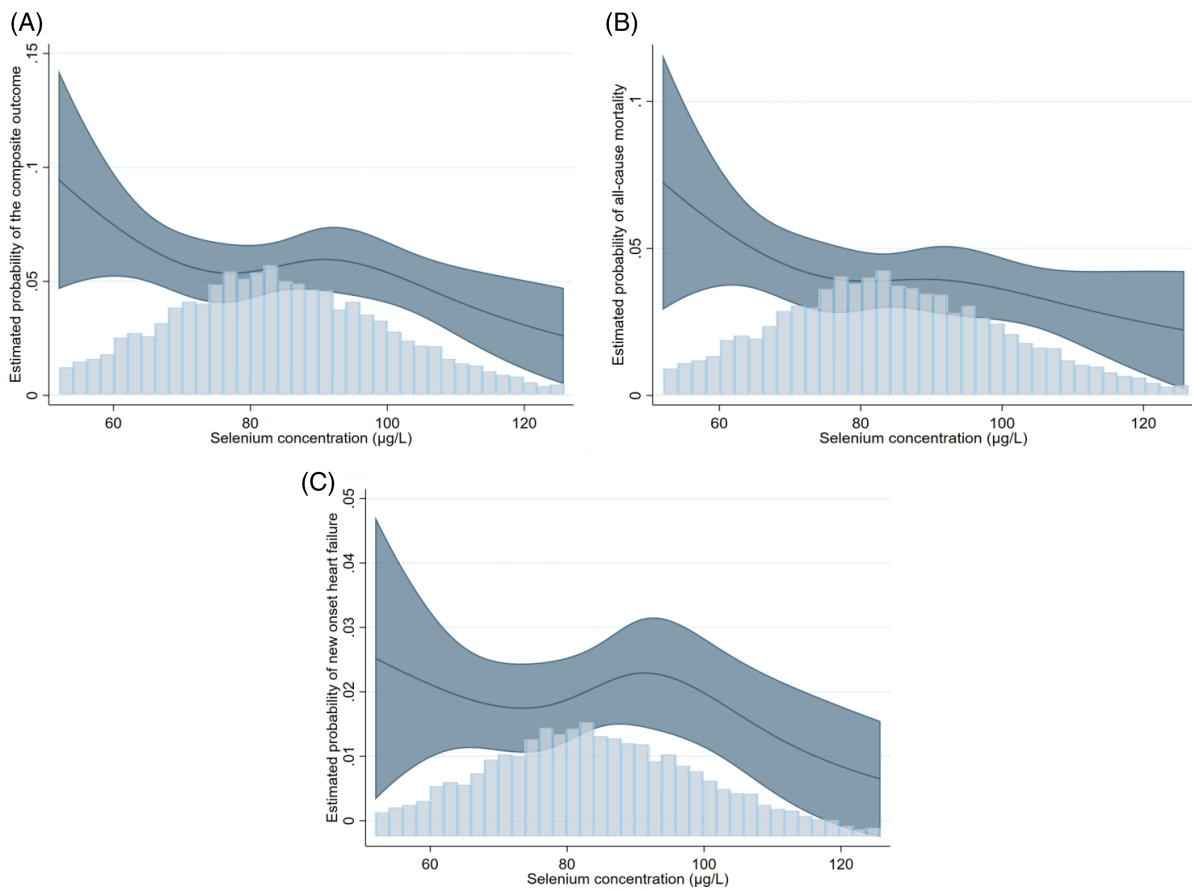 (A)
Estimated probability of the composite outcome
.15
.1
.05
0
60 80 100 120
Selenium concentration (µg/L)
(B)
Estimated probability of all-cause mortality
.1
.05
0
60 80 100 120
Selenium concentration (µg/L)
(C)
Estimated probability of new onset heart failure
.05
.04
.03
.02
.01
0
60 80 100 120
Selenium concentration (µg/L)